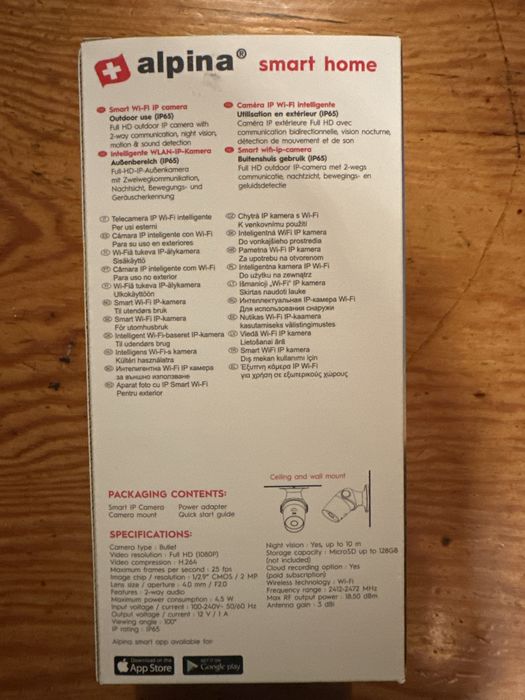 alpina® smart home
Smart Wi-Fi IP camera
Outdoor use (IP65)
Full HD outdoor IP camera with
2-way communication, night vision,
motion & sound detection
Intelligente WLAN-IP-Kamera
Außenbereich (IP65)
Full-HD-IP-Außenkamera
mit Zweiwegkommunikation,
Nachtsicht, Bewegungs- und
Geräuscherkennung
Caméra IP Wi-Fi intelligente
Utilisation en extérieur (IP65)
Caméra IP extérieure Full HD avec
communication bidirectionnelle, vision nocturne,
détection de mouvement et de son
Smart wifi-ip-camera
Buitenshuis gebruik (IP65)
Full HD outdoor IP-camera met 2-wegs
communicatie, nachtzicht, bewegings- en
geluidsdetectie
Telecamera IP Wi-Fi intelligente
Per usi esterni
Cámara IP inteligente con Wi-Fi
Para su uso en exteriores
Wi-Fiä tukeva IP-älykamera
Sisäkäyttö
Câmara IP inteligente com Wi-Fi
Para uso no exterior
Wi-Fiä tukeva IP-älykamera
Ulkokäyttöön
Smart Wi-Fi IP-kamera
Til utendørs bruk
Smart Wi-Fi IP-kamera
För utomhusbruk
Intelligent Wi-Fi-baseret IP-kamera
Til udendørs brug
Intelligens Wi-Fi-s kamera
Kültéri használatra
Интелигентна Wi-Fi IP камера
за външно използване
Aparat foto cu IP Smart Wi-Fi
Pentru exterior
Chytrá IP kamera s Wi-Fi
K venkovnímu použití
Inteligentná WiFi IP kamera
Do vonkajšieho prostredia
Pametna Wi-Fi IP kamera
Za upotrebu na otvorenom
Inteligentna kamera IP Wi-Fi
Do użytku na zewnątrz
Išmanioji „Wi-Fi" IP kamera
Skirtas naudoti lauke
Интеллектуальная IP-камера Wi-Fi
Для использования снаружи
Nutikas Wi-Fi IP-kaamera
kasutamiseks välistingimustes
Viedā Wi-Fi IP kamera
Lietošanai ārā
Smart WiFi IP kamera
Dış mekan kullanımı için
Έξυπνη κάμερα IP Wi-Fi
για χρήση σε εξωτερικούς χώρους
Ceiling and wall mount
PACKAGING CONTENTS:
Smart IP Camera Power adapter
Camera mount Quick start guide
SPECIFICATIONS:
Camera type : Bullet
Video resolution : Full HD (1080P)
Video compression : H.264
Maximum frames per second : 25 fps
Image chip / resolution : 1/2.9" CMOS / 2 MP
Lens size / aperture : 4.0 mm / F2.0
Features : 2-way audio
Maximum power consumption : 4.5 W
Input voltage / current : 100-240V~ 50/60 Hz
Output voltage / current : 12 V / 1 A
Viewing angle : 100°
IP rating : IP65
Night vision : Yes, up to 10 m
Storage capacity : MicroSD up to 128GB
(not included)
Cloud recording option : Yes
(paid subscription)
Wireless technology : Wi-Fi
Frequency range : 2412-2472 MHz
Max RF output power : 18.50 dBm
Antenna gain : 3 dBi
Alpina smart app available for
Download on the
App Store
GET IT ON
Google play